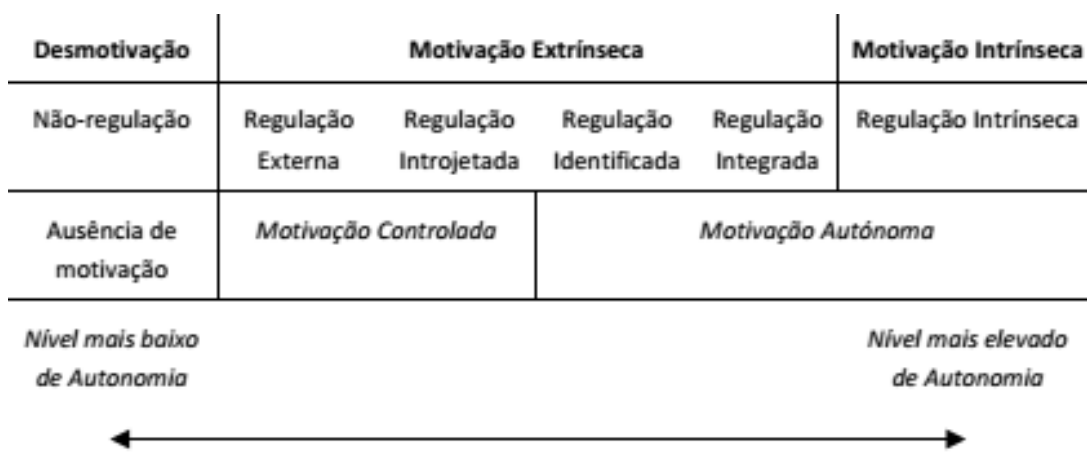 Desmotivação Motivação Extrínseca Motivação Intrínseca
Não-regulação Regulação Regulação Regulação Regulação Regulação Intrínseca
Externa Introjetada Identificada Integrada
Ausência de Motivação Controlada Motivação Autónoma
motivação
Nível mais baixo Nível mais elevado
de Autonomia de Autonomia